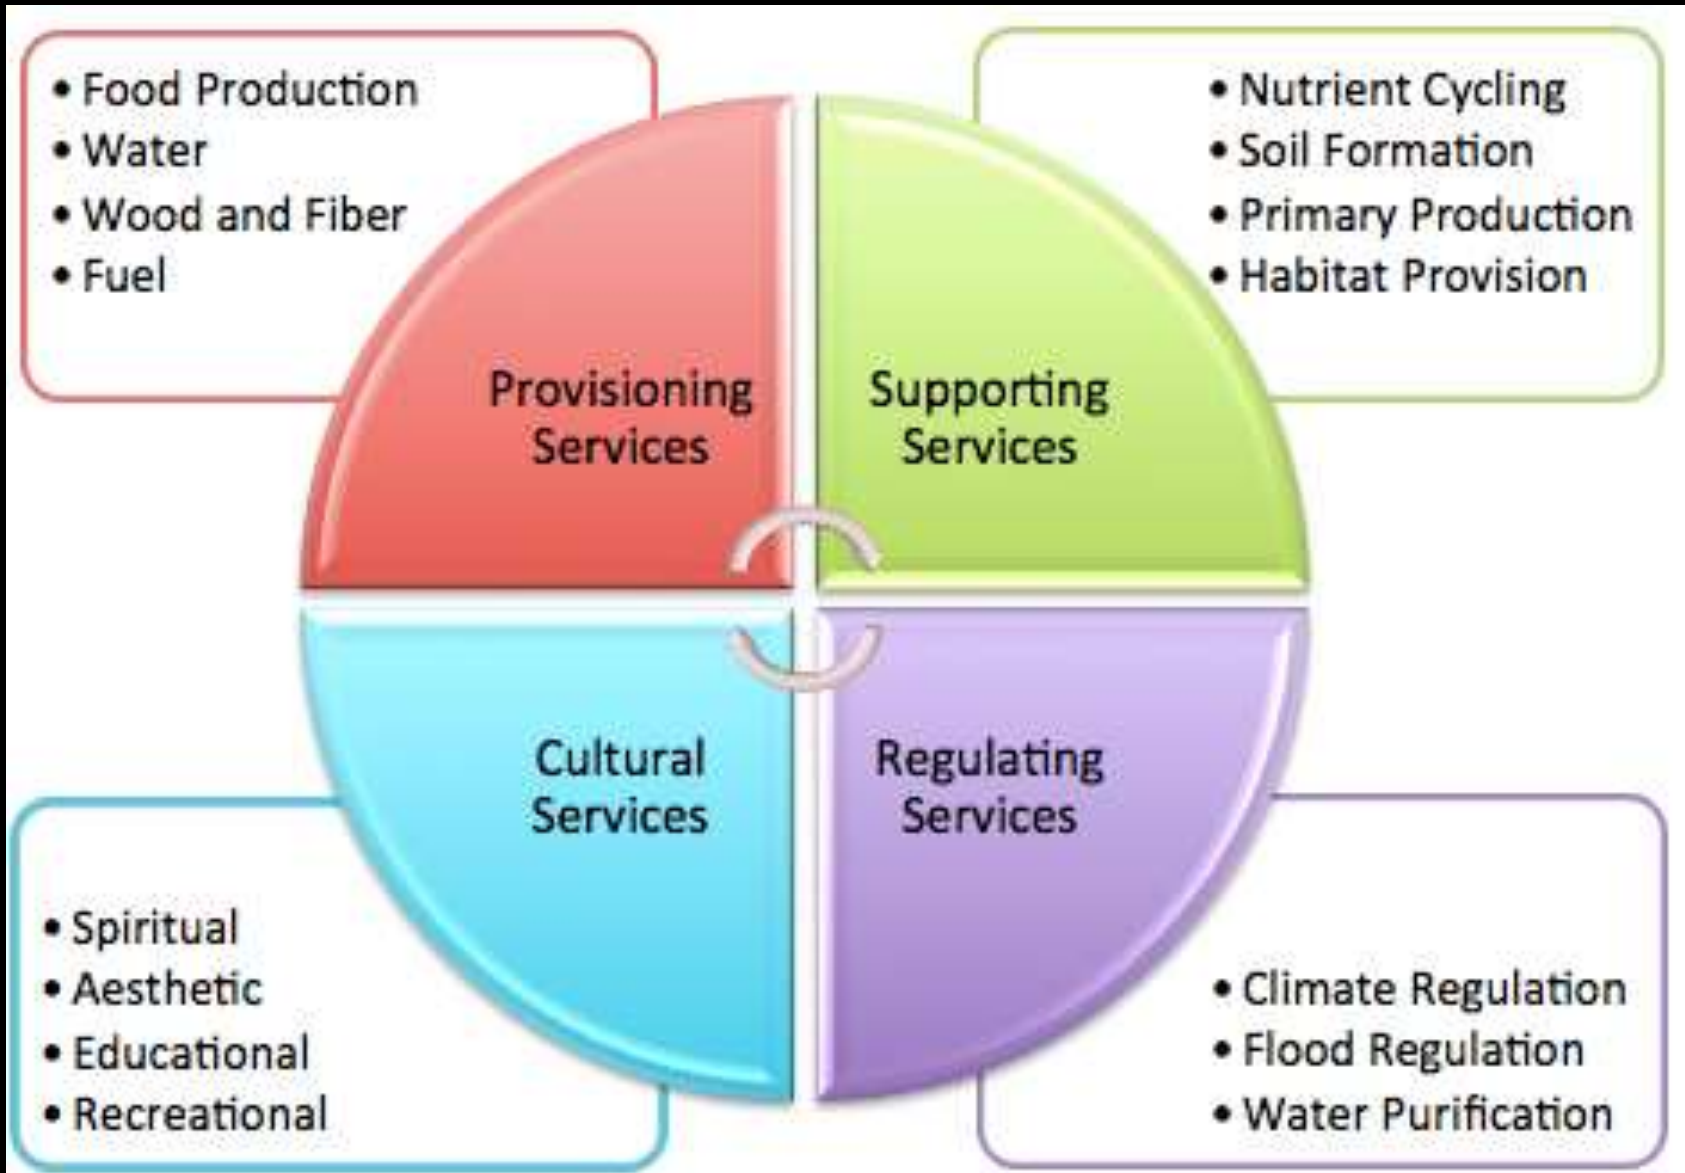 • Food Production
• Water
• Wood and Fiber
• Fuel
Provisioning
Services
• Nutrient Cycling
• Soil Formation
• Primary Production
• Habitat Provision
Supporting
Services
Cultural
Services
• Spiritual
• Aesthetic
• Educational
• Recreational
Regulating
Services
• Climate Regulation
• Flood Regulation
• Water Purification